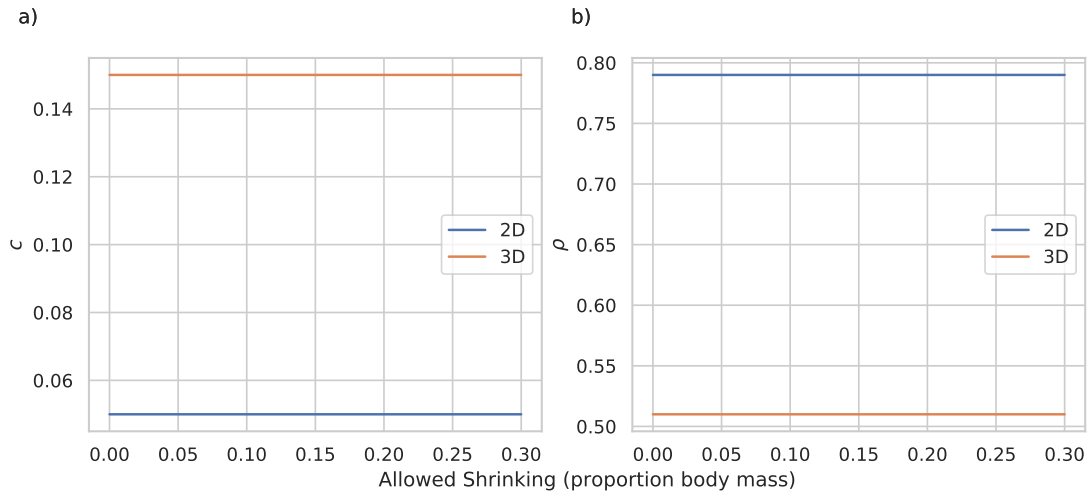 a)
b)
0.14
0.12
0.10
0.08
0.06
c
2D
3D
0.00 0.05 0.10 0.15 0.20 0.25 0.30
0.80
0.75
0.70
0.65
0.60
0.55
0.50
ρ
2D
3D
0.00 0.05 0.10 0.15 0.20 0.25 0.30
Allowed Shrinking (proportion body mass)